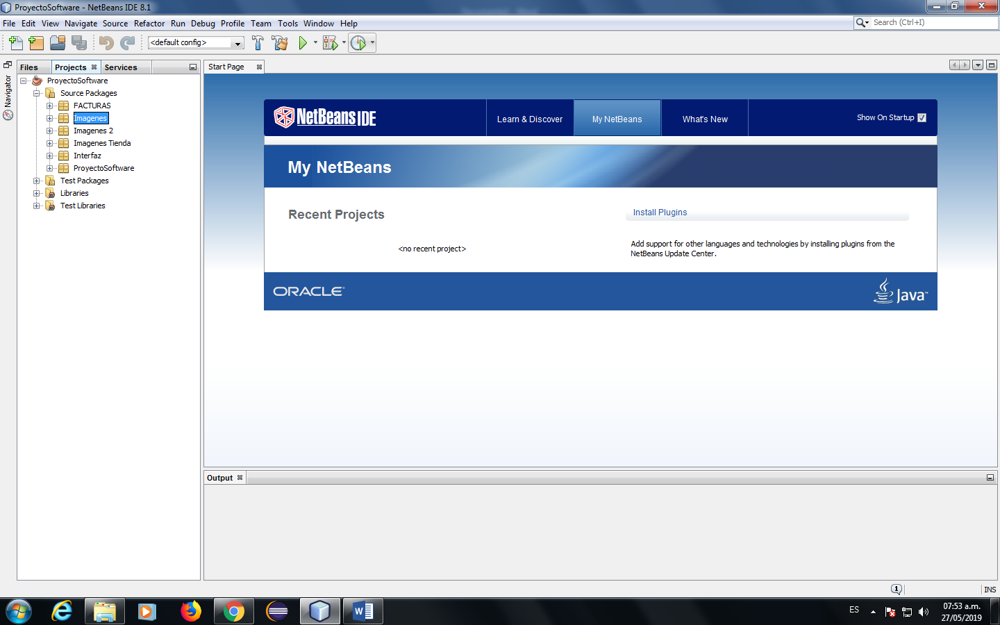 ProyectoSoftware - NetBeans IDE 8.1
File Edit View Navigate Source Refactor Run Debug Profile Team Tools Window Help
Search (Ctrl+I)
<default config>
Navigator
Files Projects Services
ProyectoSoftware
Source Packages
FACTURAS
Imagenes
Imagenes 2
Imagenes Tienda
Interfaz
ProyectoSoftware
Test Packages
Libraries
Test Libraries
Start Page
NetBeans IDE
Learn & Discover
My NetBeans
What's New
Show On Startup
My NetBeans
Recent Projects
<no recent project>
Install Plugins
Add support for other languages and technologies by installing plugins from the
NetBeans Update Center.
ORACLE
Java
Output
1
INS
ES
07:53 a.m.
27/05/2019